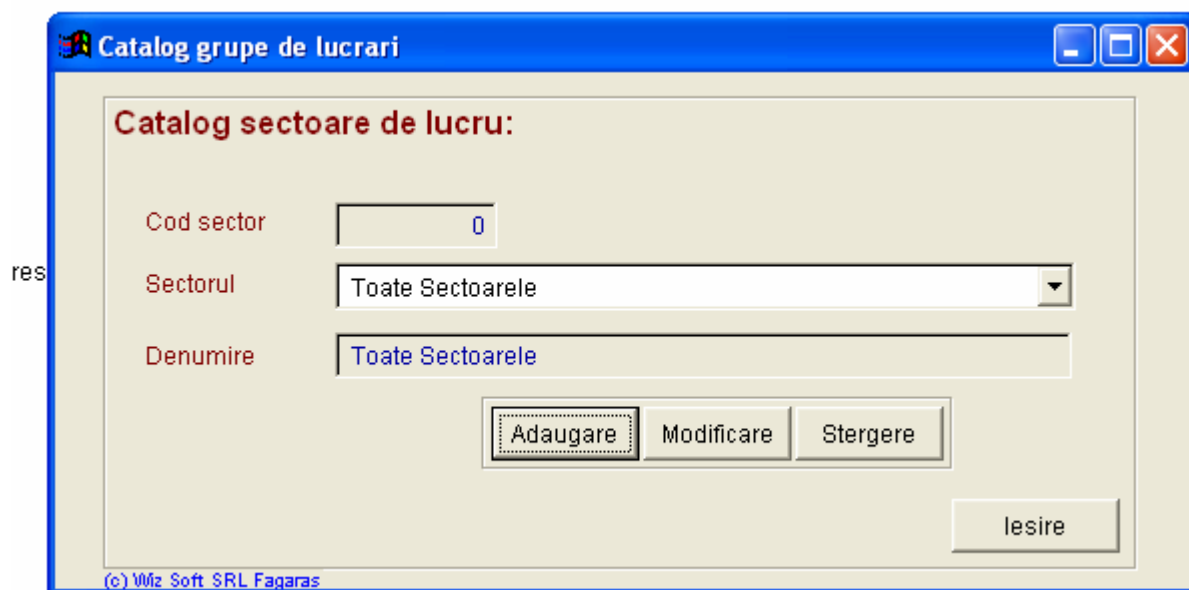 Catalog grupe de lucrari
Catalog sectoare de lucru:
Cod sector 0
res
Sectorul Toate Sectoarele
Denumire Toate Sectoarele
Adaugare Modificare Stergere
Iesire
(c) Wiz Soft SRL Fagaras